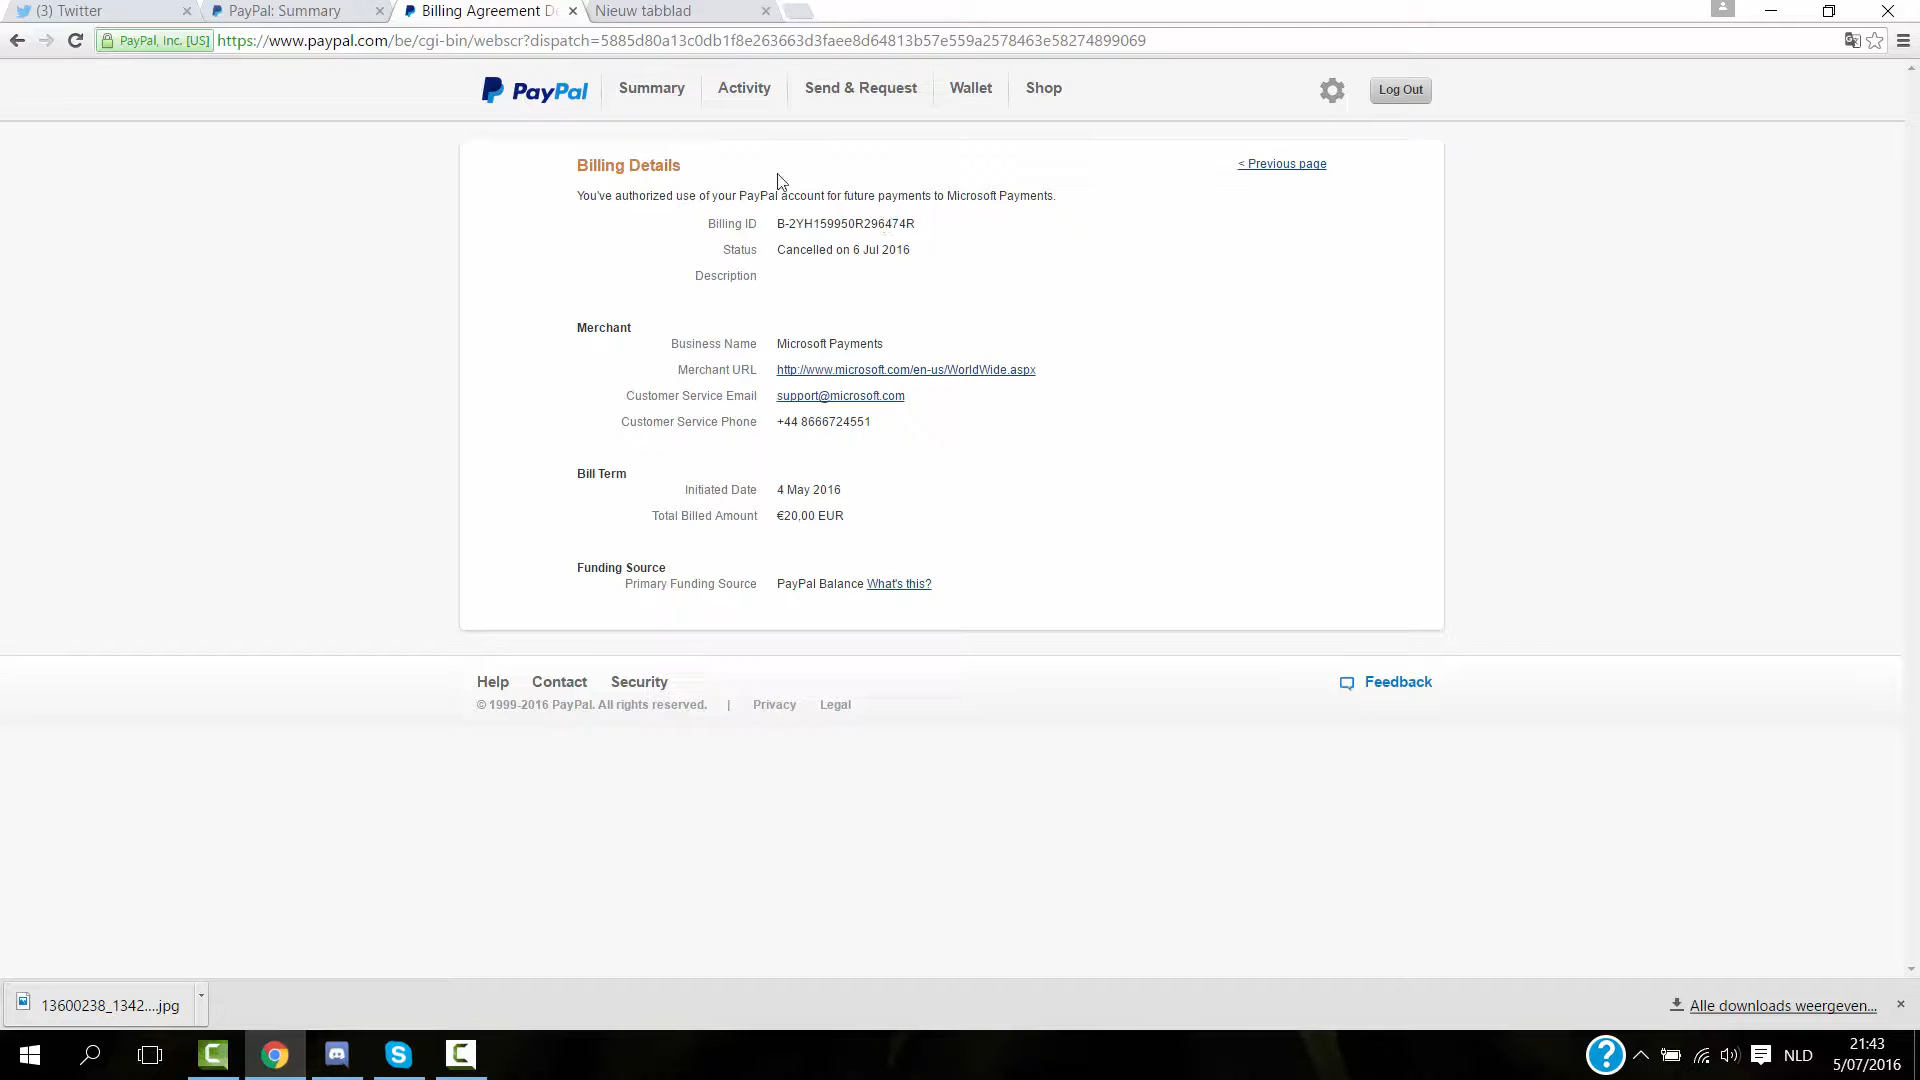 (3) Twitter
PayPal: Summary
Billing Agreement De
Nieuw tabblad
PayPal, Inc. [US]
https://www.paypal.com/be/cgi-bin/webscr?dispatch=5885d80a13c0db1f8e263663d3faee8d64813b57e559a2578463e58274899069
PayPal
Summary
Activity
Send & Request
Wallet
Shop
Log Out
Billing Details
< Previous page
You've authorized use of your PayPal account for future payments to Microsoft Payments.
Billing ID B-2YH159950R296474R
Status Cancelled on 6 Jul 2016
Description
Merchant
Business Name Microsoft Payments
Merchant URL http://www.microsoft.com/en-us/WorldWide.aspx
Customer Service Email support@microsoft.com
Customer Service Phone +44 8666724551
Bill Term
Initiated Date 4 May 2016
Total Billed Amount €20,00 EUR
Funding Source
Primary Funding Source PayPal Balance What's this?
Help Contact Security
Feedback
© 1999-2016 PayPal. All rights reserved. | Privacy Legal
13600238_1342....jpg
Alle downloads weergeven...
NLD
21:43
5/07/2016